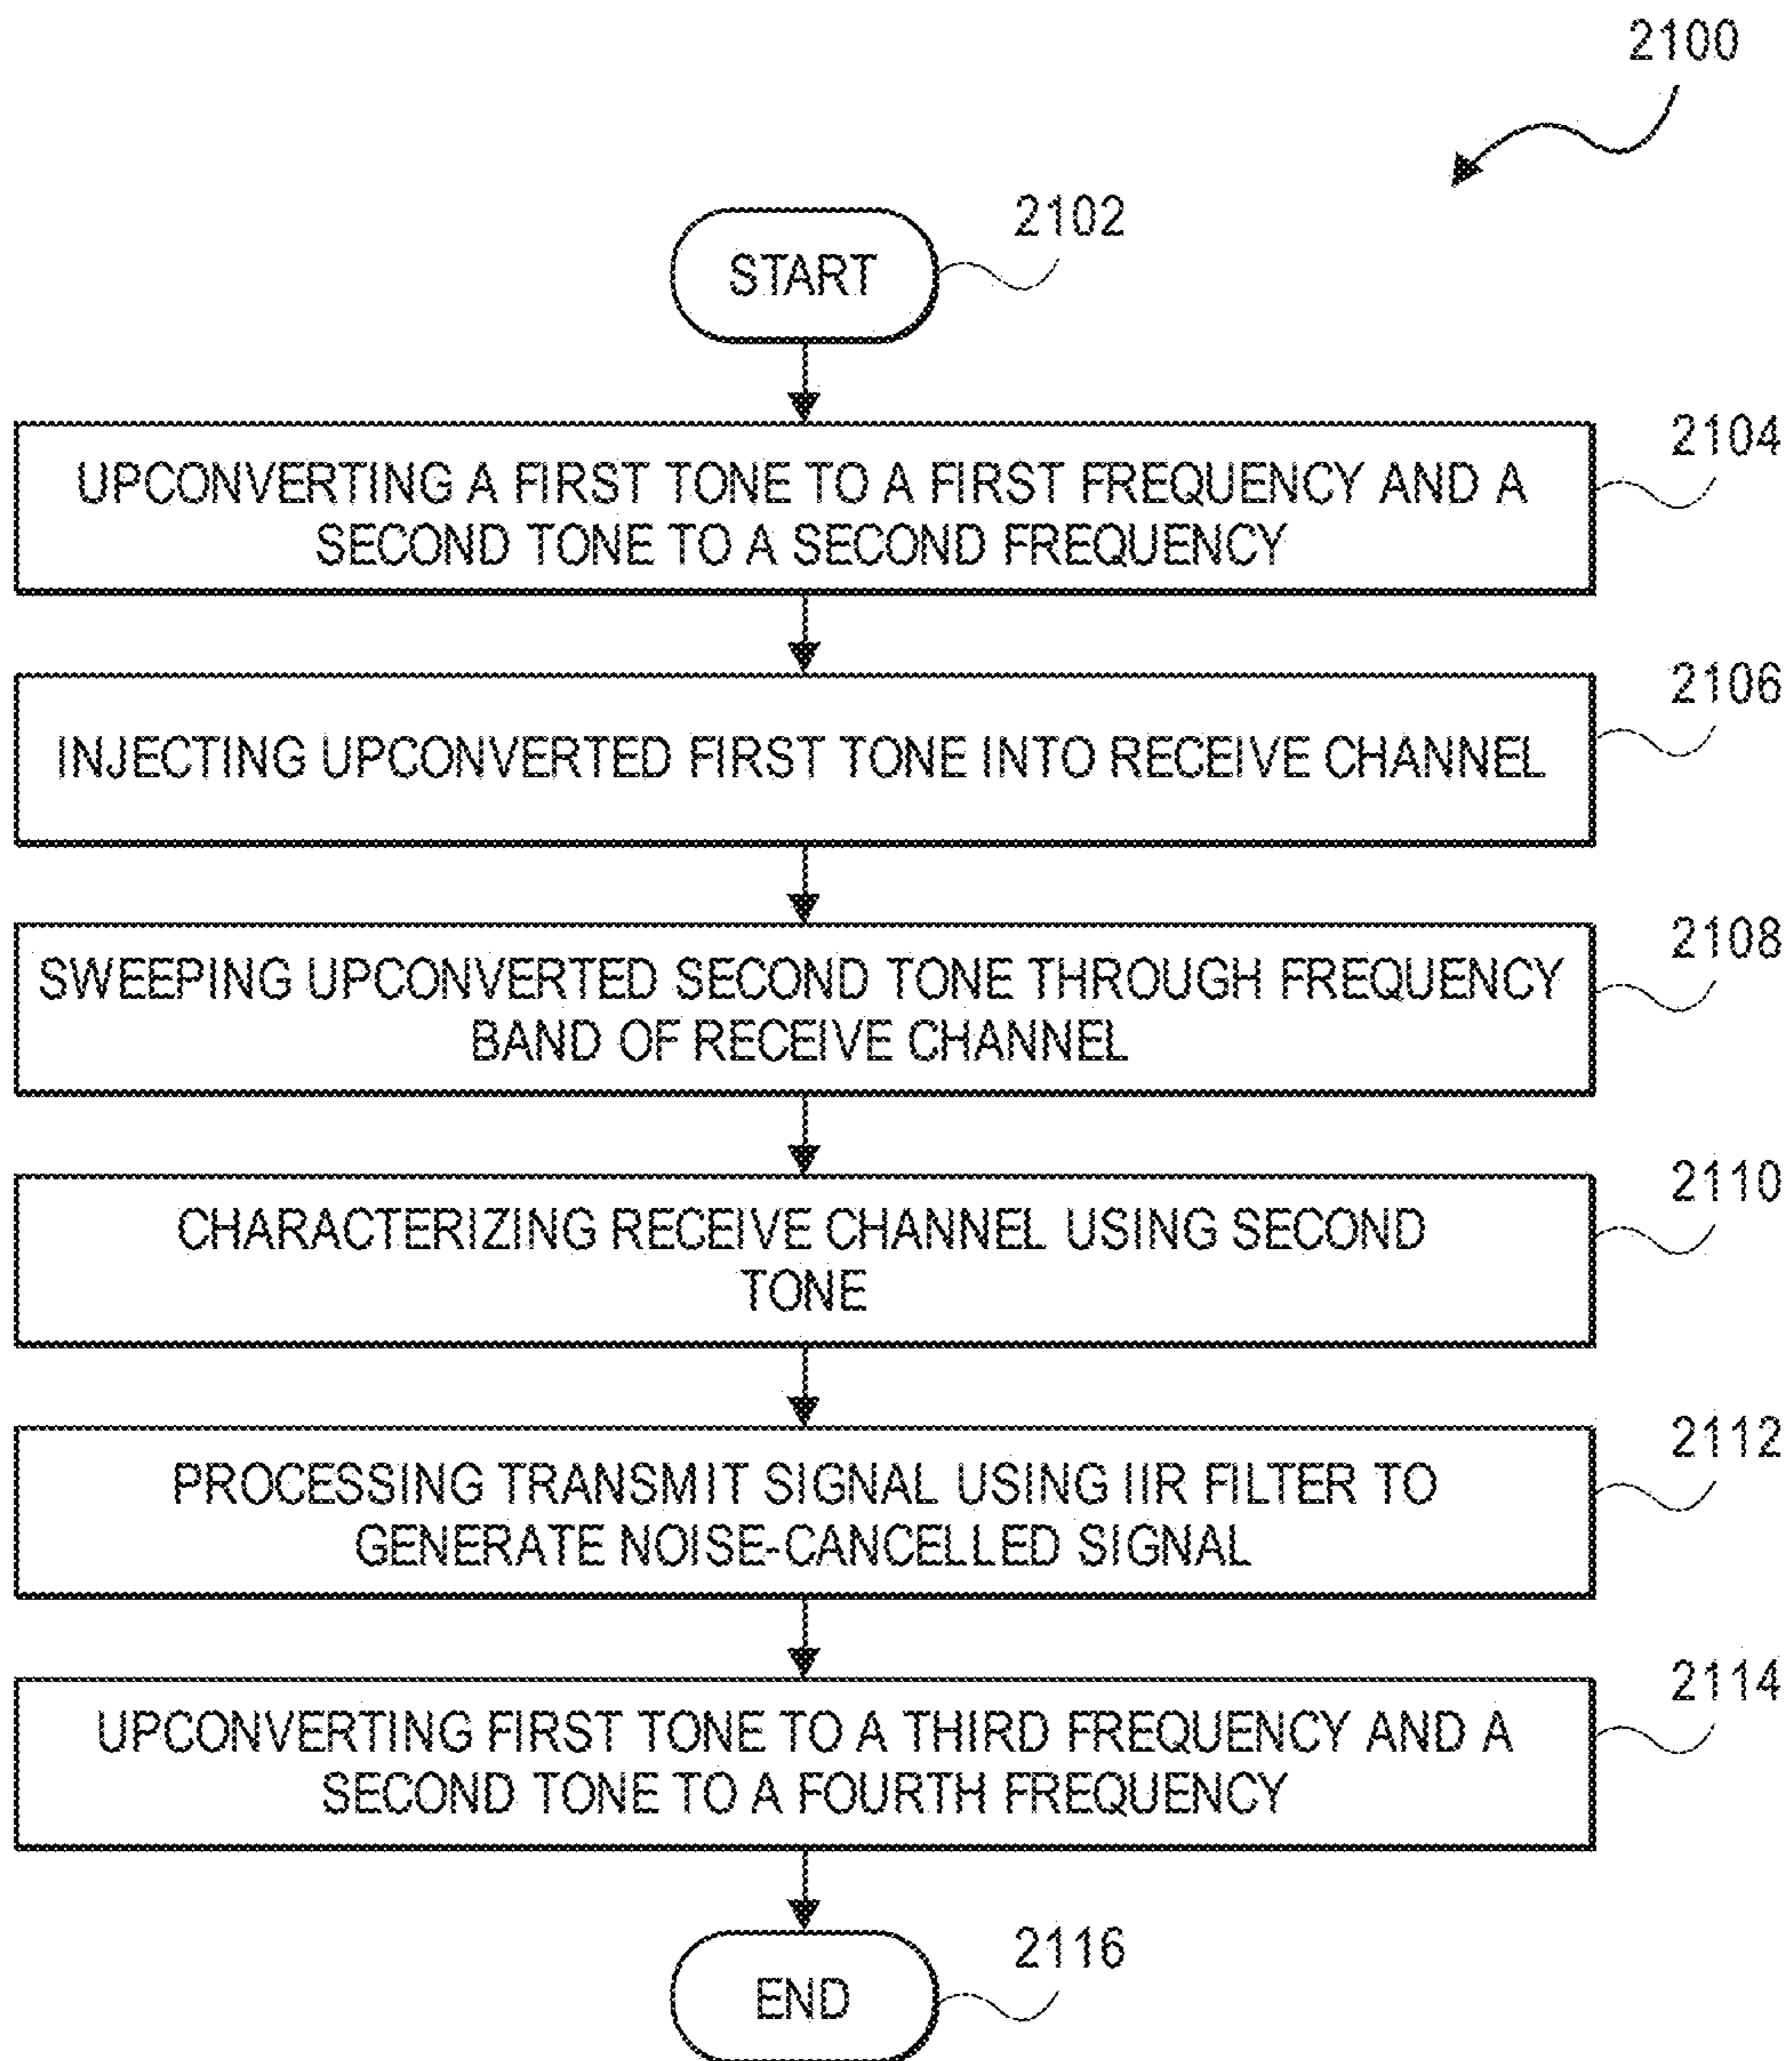 2100
2102
START
2104
UPCONVERTING A FIRST TONE TO A FIRST FREQUENCY AND A
SECOND TONE TO A SECOND FREQUENCY
2106
INJECTING UPCONVERTED FIRST TONE INTO RECEIVE CHANNEL
2108
SWEEPING UPCONVERTED SECOND TONE THROUGH FREQUENCY
BAND OF RECEIVE CHANNEL
2110
CHARACTERIZING RECEIVE CHANNEL USING SECOND
TONE
2112
PROCESSING TRANSMIT SIGNAL USING IIR FILTER TO
GENERATE NOISE-CANCELLED SIGNAL
2114
UPCONVERTING FIRST TONE TO A THIRD FREQUENCY AND A
SECOND TONE TO A FOURTH FREQUENCY
2116
END